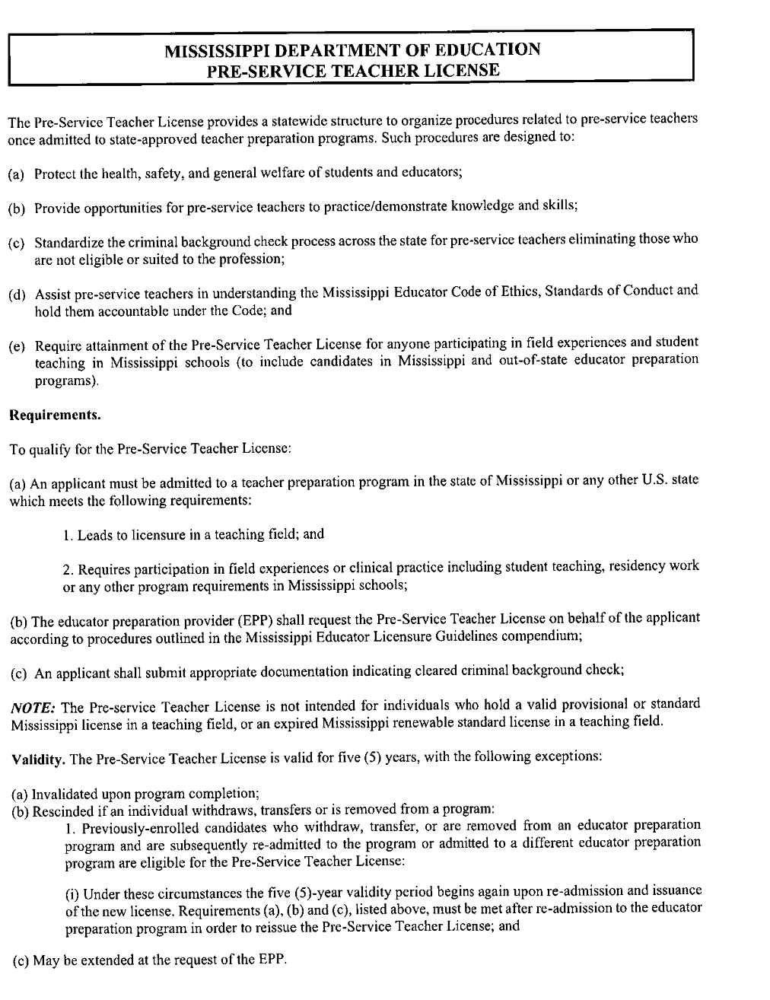 MISSISSIPPI DEPARTMENT OF EDUCATION
PRE-SERVICE TEACHER LICENSE
The Pre-Service Teacher License provides a statewide structure to organize procedures related to pre-service teachers
once admitted to state-approved teacher preparation programs. Such procedures are designed to:
(a) Protect the health, safety, and general welfare of students and educators;
(b) Provide opportunities for pre-service teachers to practice/demonstrate knowledge and skills;
(c) Standardize the criminal background check process across the state for pre-service teachers eliminating those who
are not eligible or suited to the profession;
(d) Assist pre-service teachers in understanding the Mississippi Educator Code of Ethics, Standards of Conduct and
hold them accountable under the Code; and
(e) Require attainment of the Pre-Service Teacher License for anyone participating in field experiences and student
teaching in Mississippi schools (to include candidates in Mississippi and out-of-state educator preparation
programs).
Requirements.
To qualify for the Pre-Service Teacher License:
(a) An applicant must be admitted to a teacher preparation program in the state of Mississippi or any other U.S. state
which meets the following requirements:
1. Leads to licensure in a teaching field; and
2. Requires participation in field experiences or clinical practice including student teaching, residency work
or any other program requirements in Mississippi schools;
(b) The educator preparation provider (EPP) shall request the Pre-Service Teacher License on behalf of the applicant
according to procedures outlined in the Mississippi Educator Licensure Guidelines compendium;
(c) An applicant shall submit appropriate documentation indicating cleared criminal background check;
NOTE: The Pre-service Teacher License is not intended for individuals who hold a valid provisional or standard
Mississippi license in a teaching field, or an expired Mississippi renewable standard license in a teaching field.
Validity. The Pre-Service Teacher License is valid for five (5) years, with the following exceptions:
(a) Invalidated upon program completion;
(b) Rescinded if an individual withdraws, transfers or is removed from a program:
1. Previously-enrolled candidates who withdraw, transfer, or are removed from an educator preparation
program and are subsequently re-admitted to the program or admitted to a different educator preparation
program are eligible for the Pre-Service Teacher License:
(i) Under these circumstances the five (5)-year validity period begins again upon re-admission and issuance
of the new license. Requirements (a), (b) and (c), listed above, must be met after re-admission to the educator
preparation program in order to reissue the Pre-Service Teacher License; and
(c) May be extended at the request of the EPP.